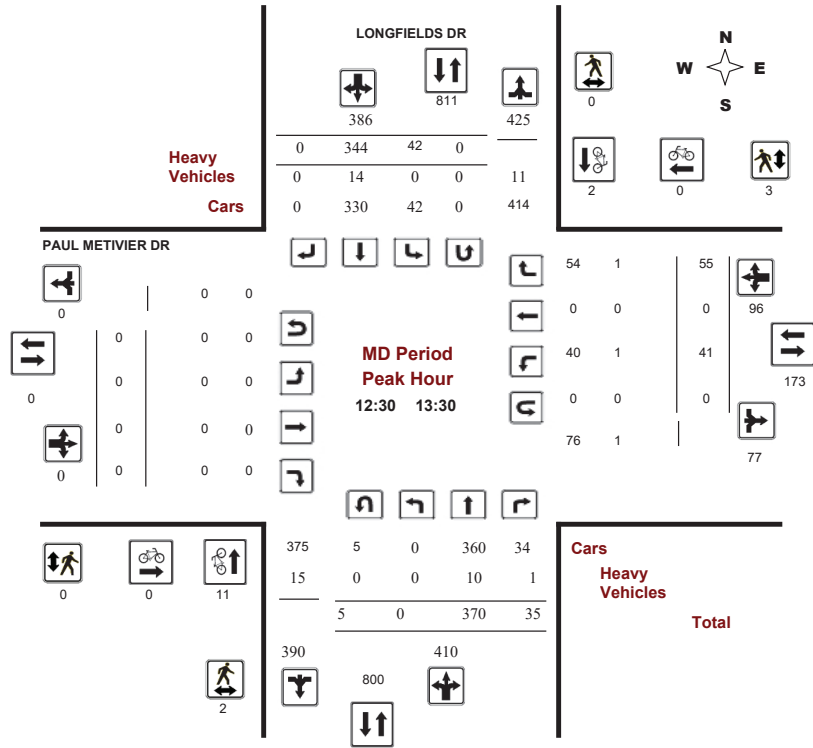 LONGFIELDS DR
N
W E
S
811
0
386 425
0 344 42 0
Heavy
Vehicles
0 14 0 0 11
Cars
0 330 42 0 414
2 0 3
PAUL METIVIER DR
54 1 55
0
0 0
0 0 0 96
0 0 0
MD Period
Peak Hour
12:30 13:30
40 1 41
173
0 0 0
0
0 0 0
0 0 0
76 1
77
0
0 0 0
375 5 0 360 34
Cars
15 0 0 10 1
Heavy
Vehicles
0 0 11
5 0 370 35
Total
390 410
800
2